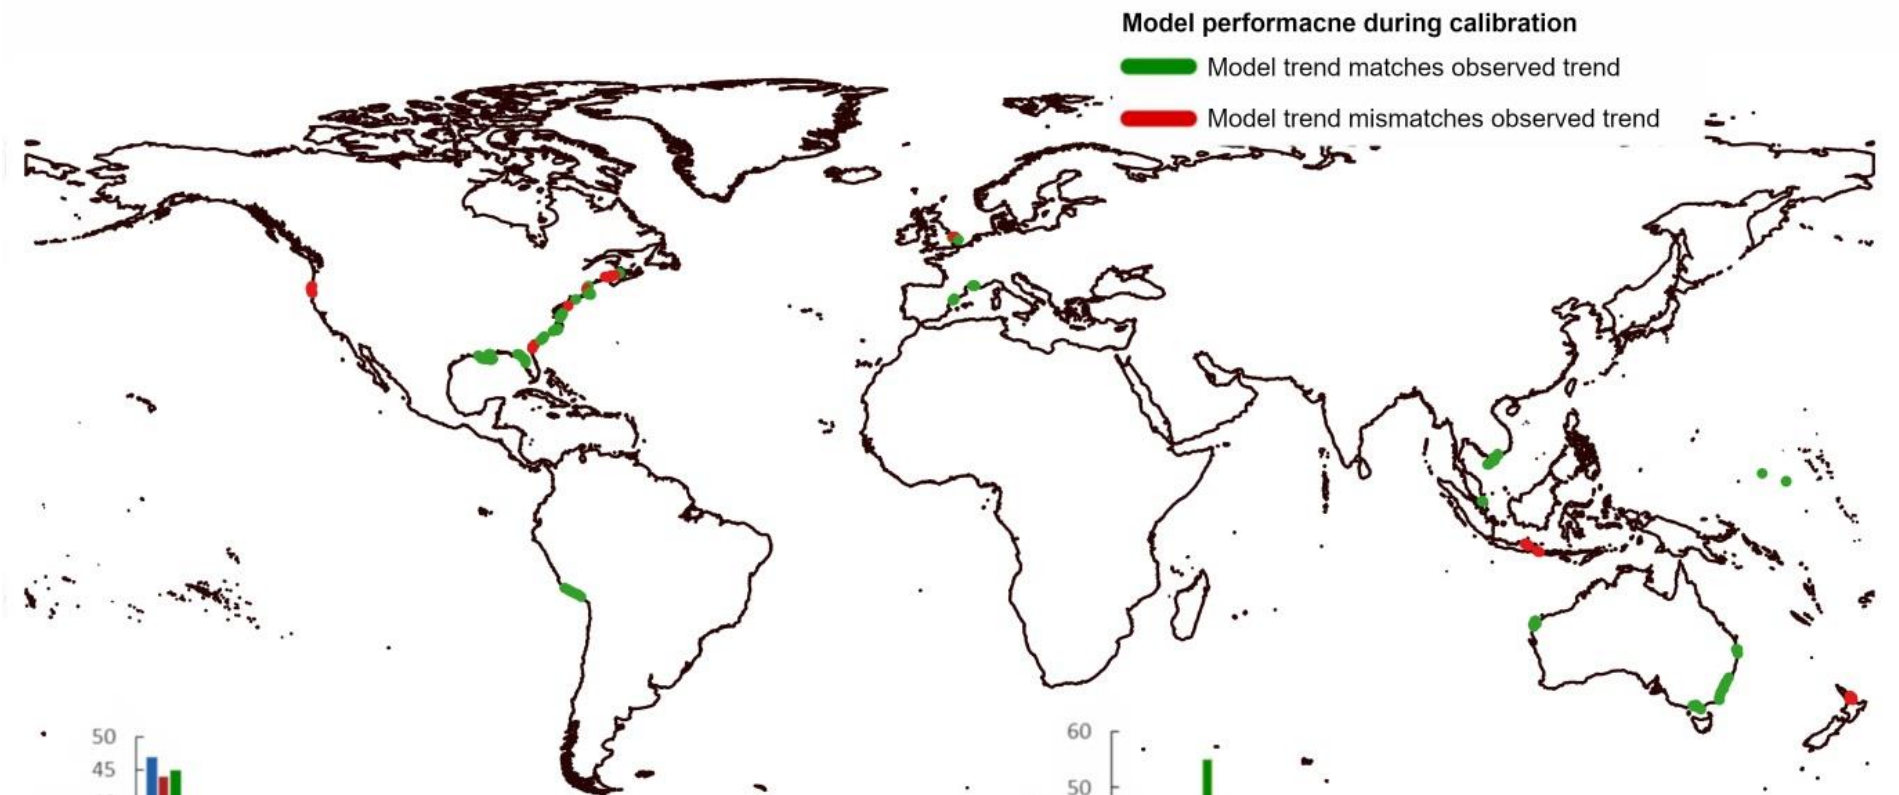 Model performacne during calibration
Model trend matches observed trend
Model trend mismatches observed trend
50
45
60
50